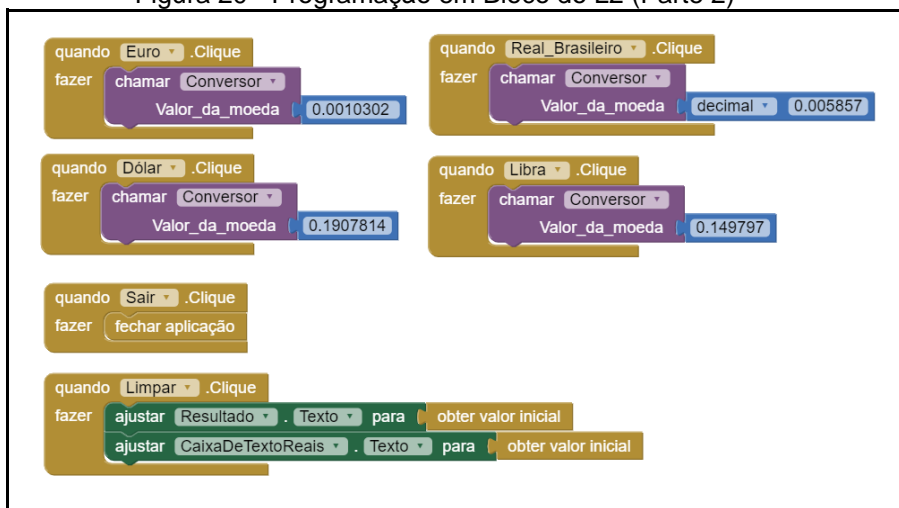 Figura 20 - Programação em Bloco do L2 (Parte 2)
quando Euro .Clique
fazer chamar Conversor
Valor_da_moeda 0.0010302
quando Real_Brasileiro .Clique
fazer chamar Conversor
Valor_da_moeda decimal 0.005857
quando Dólar .Clique
fazer chamar Conversor
Valor_da_moeda 0.1907814
quando Libra .Clique
fazer chamar Conversor
Valor_da_moeda 0.149797
quando Sair .Clique
fazer fechar aplicação
quando Limpar .Clique
fazer ajustar Resultado . Texto para obter valor inicial
ajustar CaixaDeTextoReais . Texto para obter valor inicial